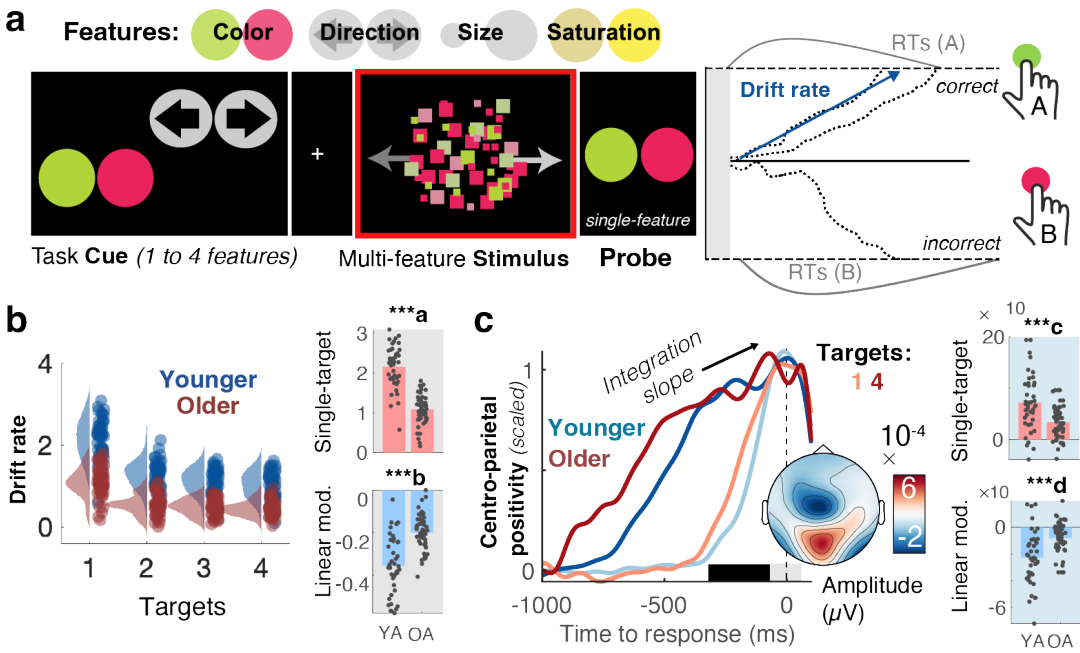 a
Features: Color Direction Size Saturation
+
single-feature
Task Cue (1 to 4 features)
Multi-feature Stimulus
Probe
RTs (A)
Drift rate
correct
A
B
incorrect
RTs (B)
b
Drift rate
4
2
0
Younger
Older
1 2 3 4
Targets
***a
Single-target
3
2
1
0
***b
Linear mod.
0
-0.2
-0.4
YA OA
c
Centro-parietal
positivity (scaled)
1
0
Integration
slope
Younger
Older
Targets:
1 4
10-4
×
6
-2
Amplitude
(µV)
-1000 -500 0
Time to response (ms)
× 10
***c
Single-target
20
0
×10
***d
Linear mod.
0
-6
YA OA